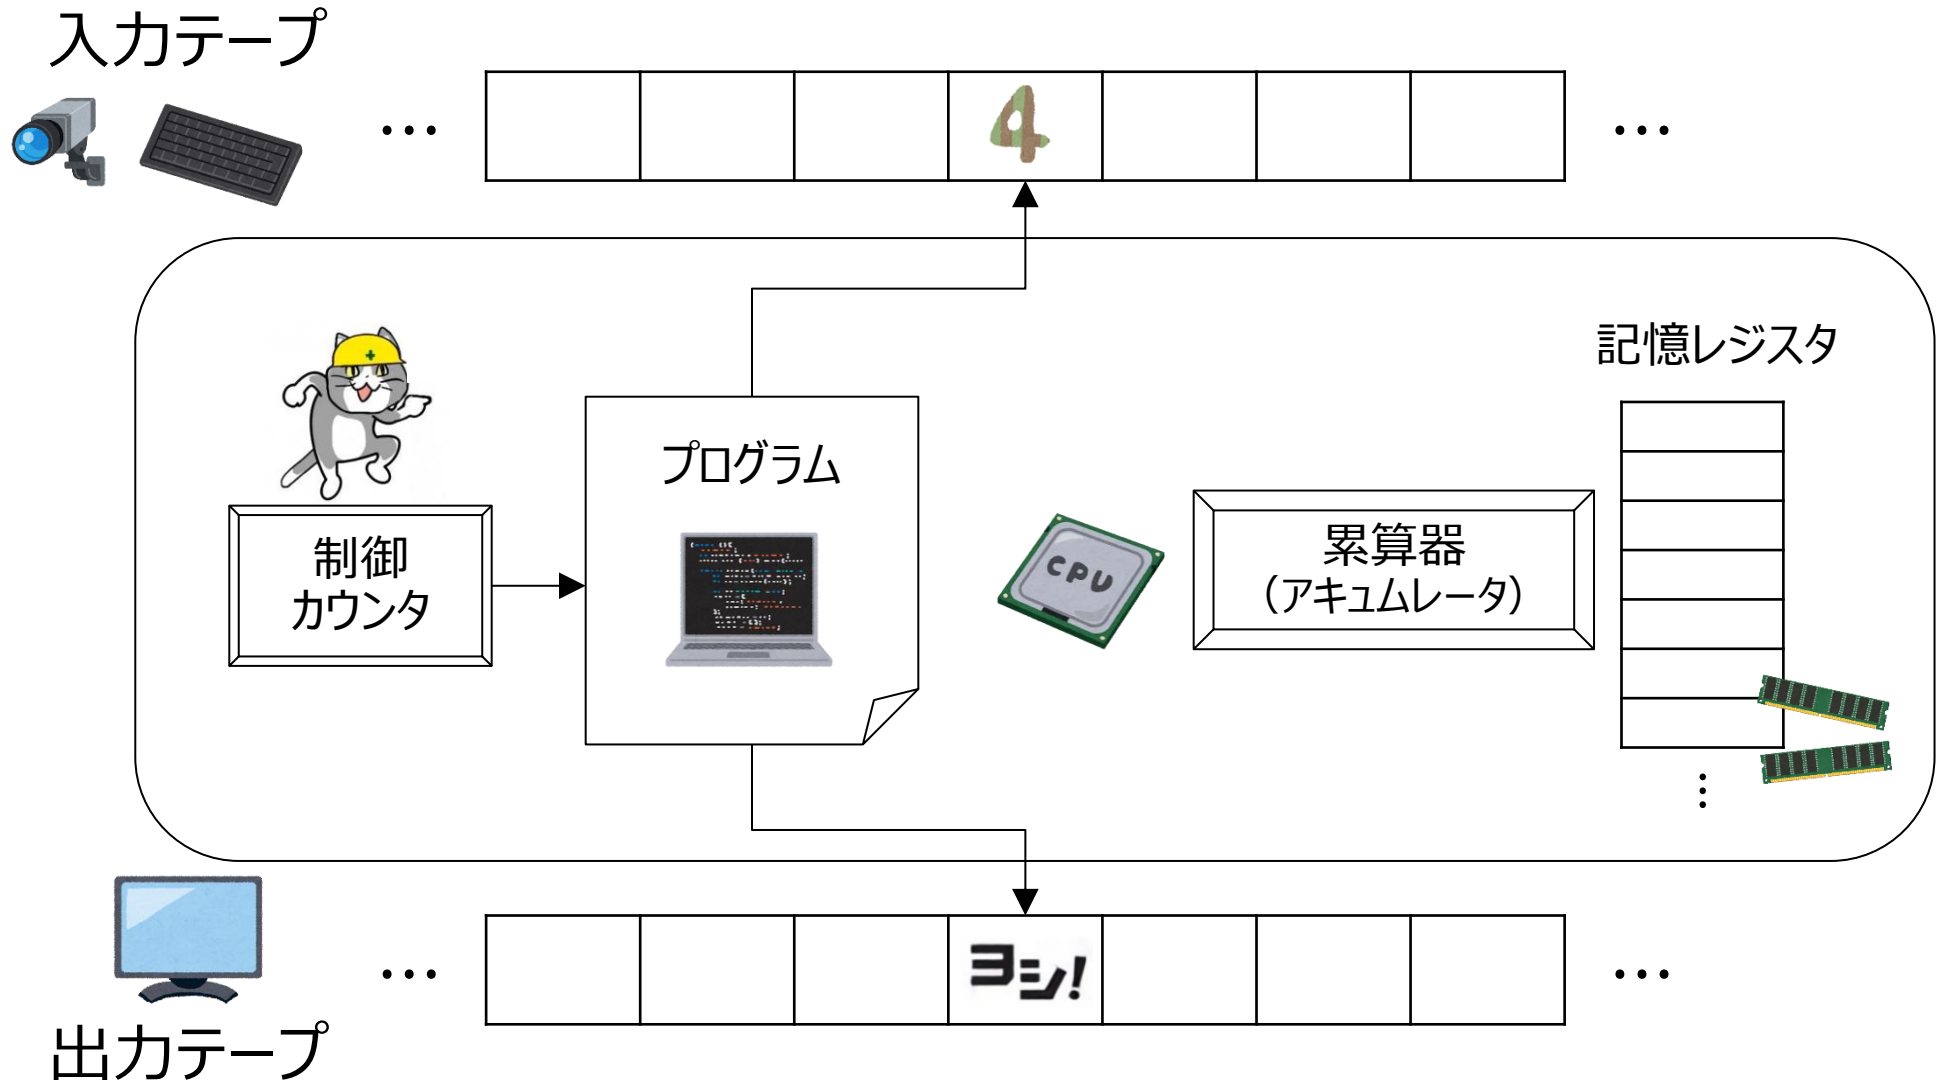 入力テープ
… 4 …
記憶レジスタ
プログラム
制御
カウンタ
CPU
累算器
（アキュムレータ）
⋮
… ヨシ! …
出力テープ